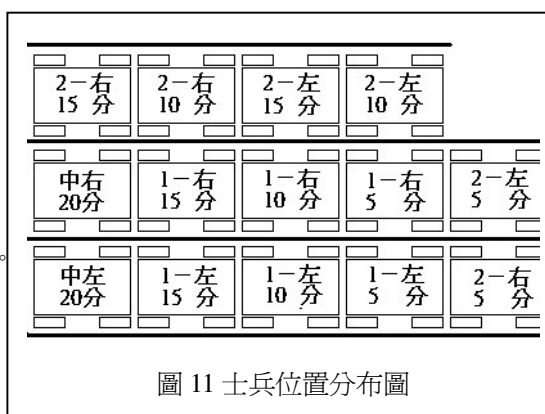 2－右 2－右 2－左 2－左
15 分 10 分 15 分 10 分
中右 1－右 1－右 1－右 2－左
20分 15 分 10 分 5 分 5 分
中左 1－左 1－左 1－左 2－右
20分 15 分 10 分 5 分 5 分
。
圖 11 士兵位置分布圖